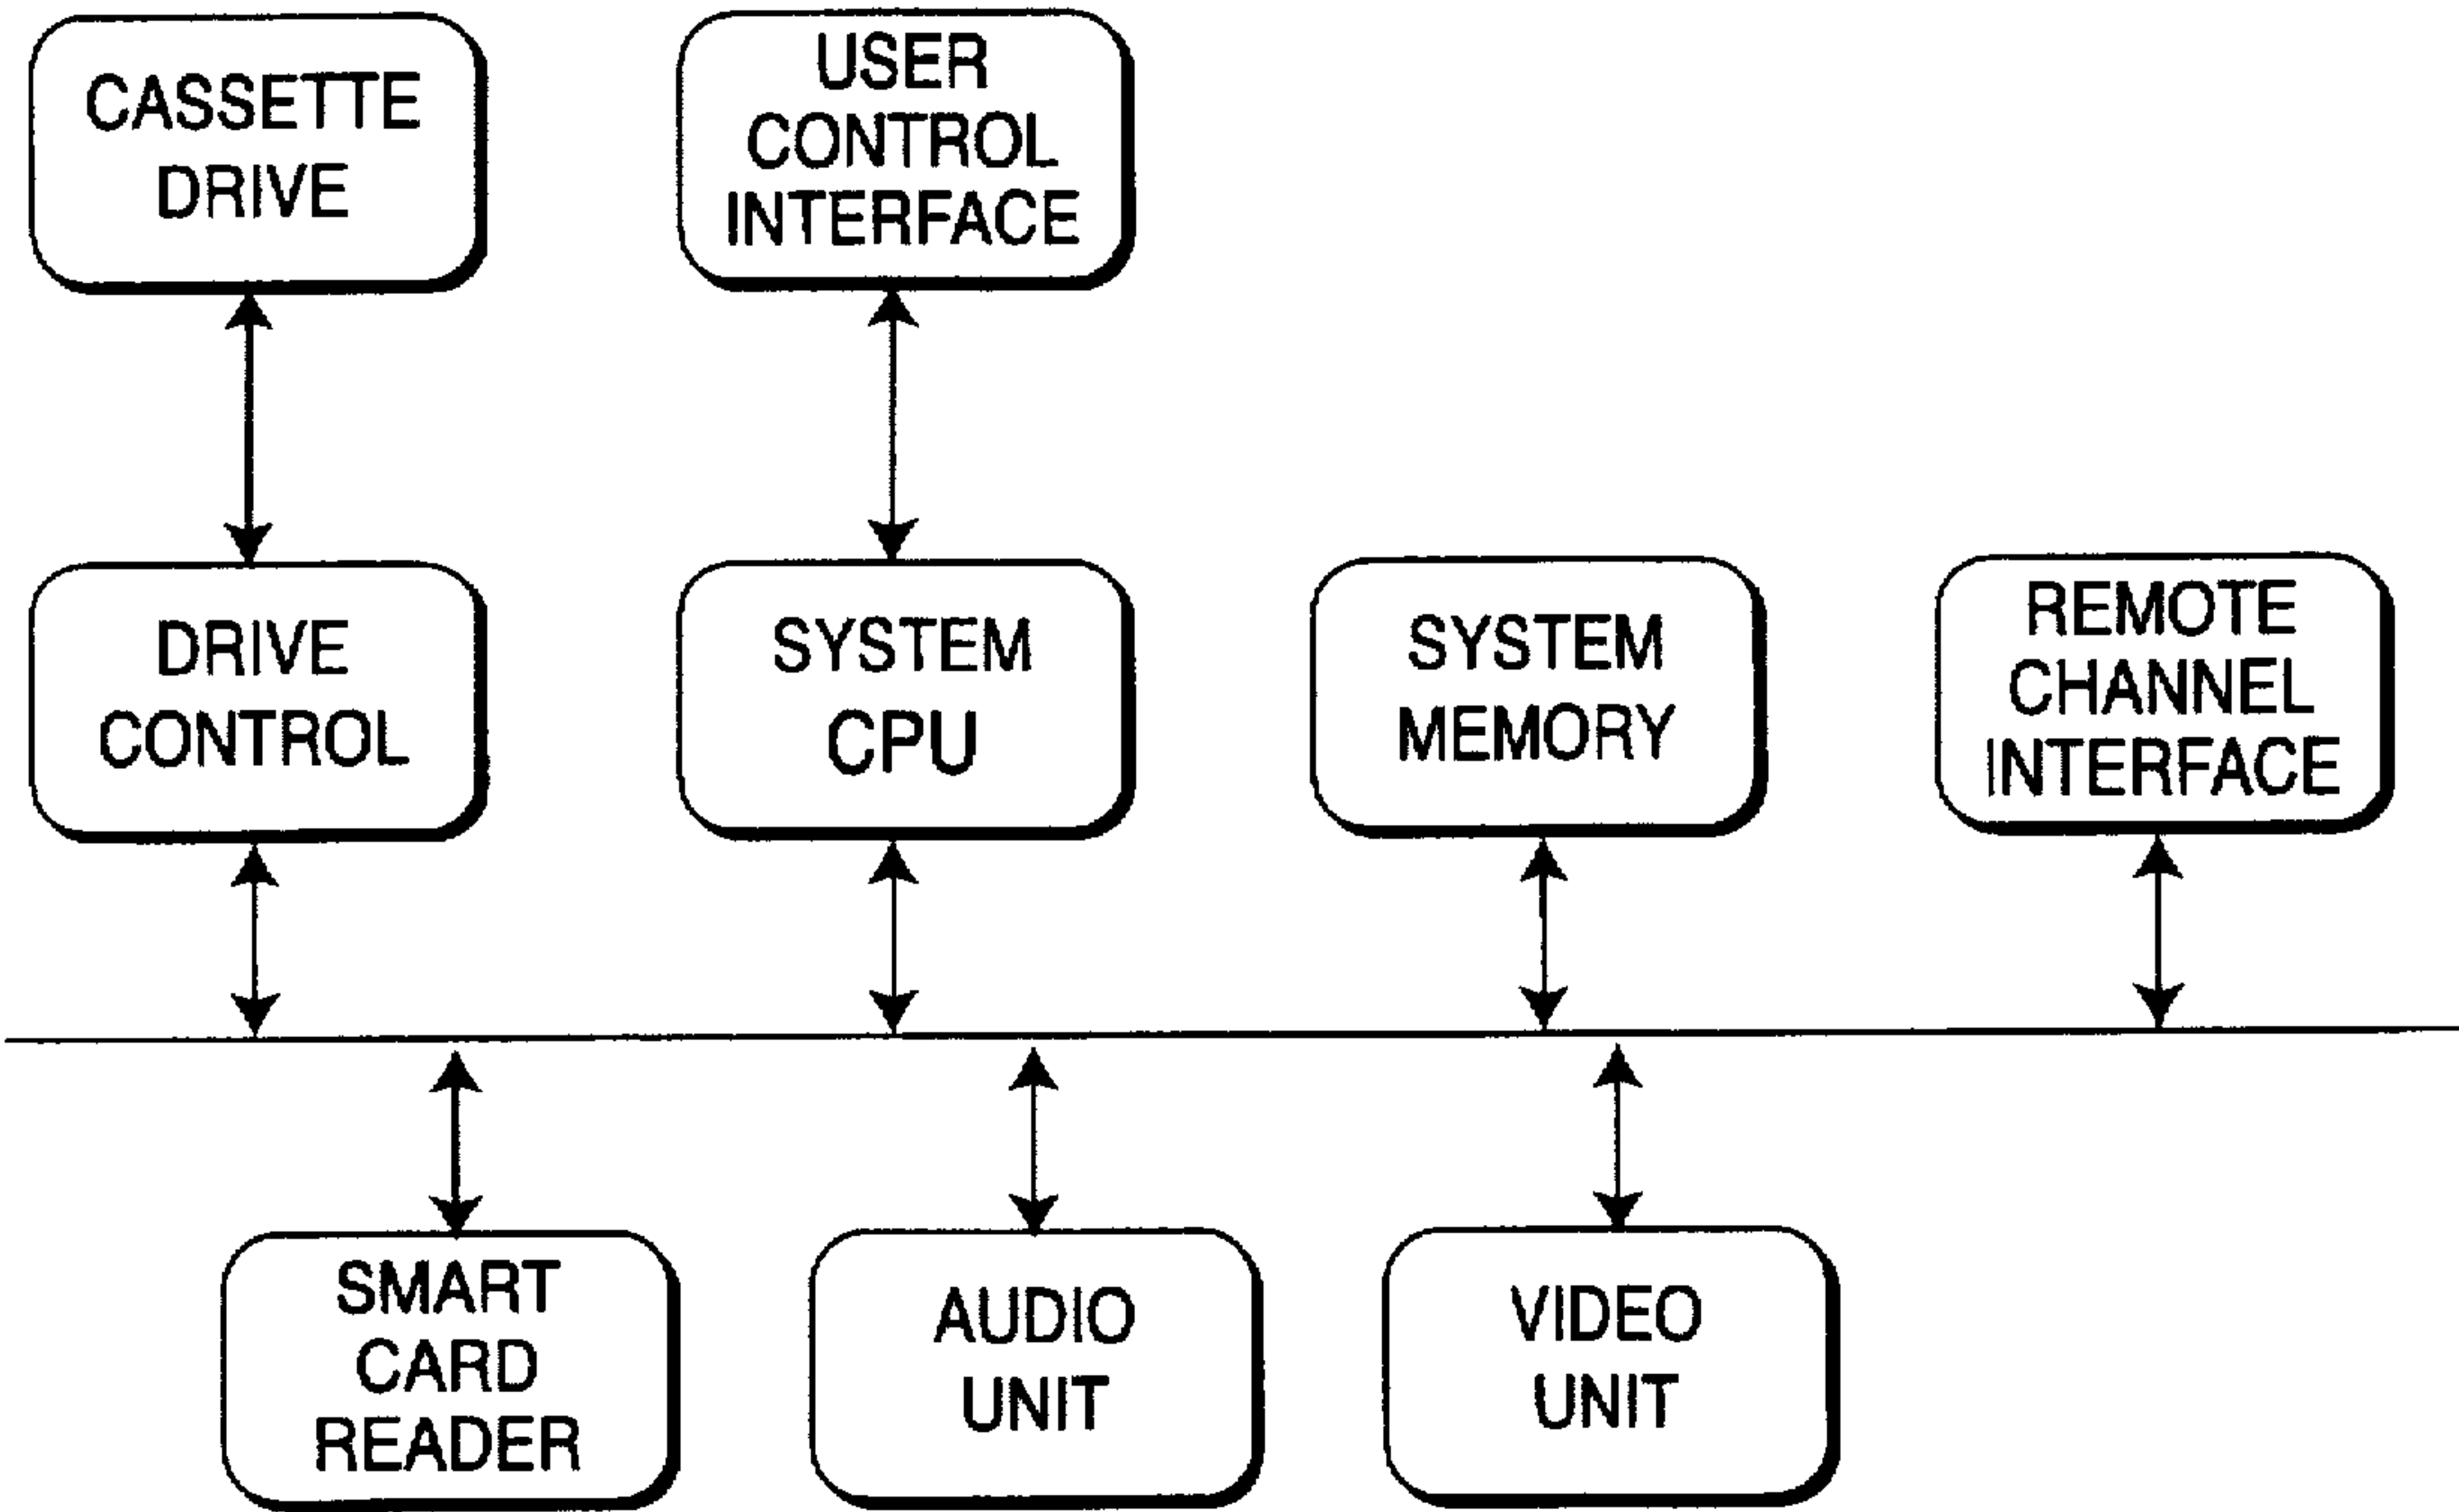 CASSETTE
DRIVE
USER
CONTROL
INTERFACE
DRIVE
CONTROL
SYSTEM
CPU
SYSTEM
MEMORY
REMOTE
CHANNEL
INTERFACE
SMART
CARD
READER
AUDIO
UNIT
VIDEO
UNIT